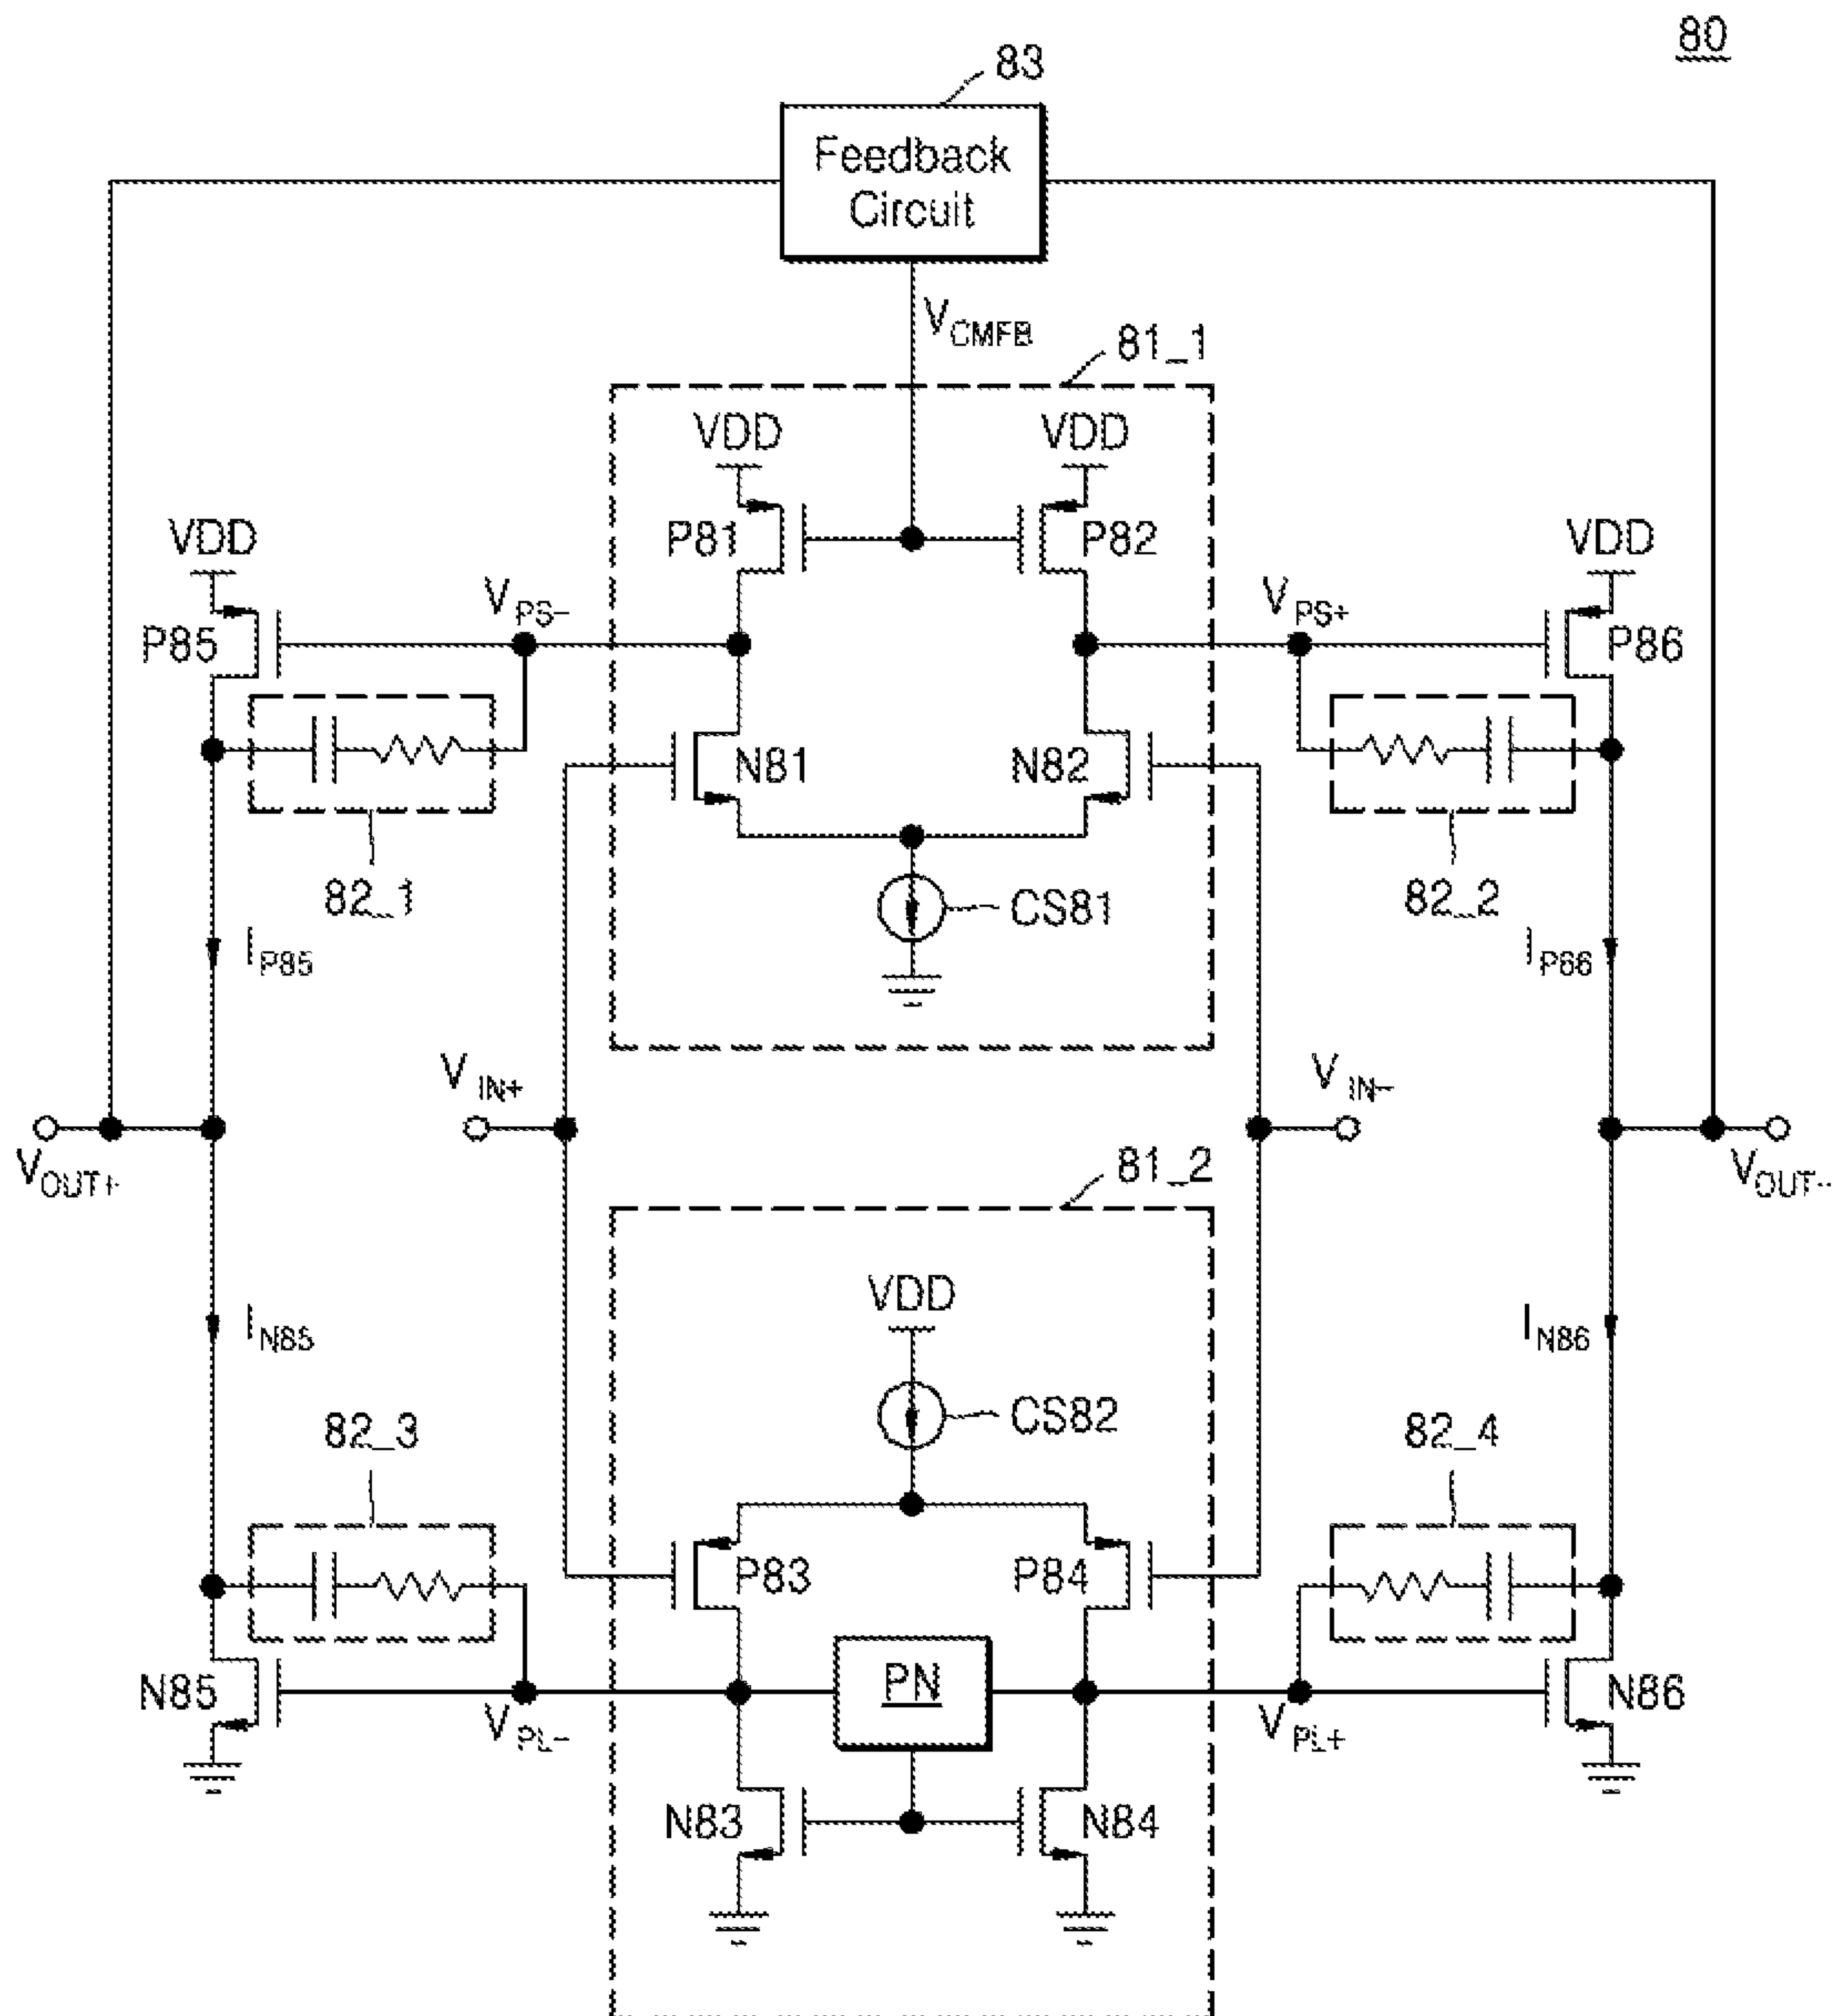 80
83
Feedback
Circuit
VCMFB
81_1
VDD
VDD
VDD
VDD
P81
P82
P85
P86
VPS-
VPS+
N81
N82
82_1
82_2
CS81
IP85
IP86
VIN+
VIN-
VOUT+
VOUT-
81_2
VDD
IN85
IN86
CS82
82_3
82_4
P83
P84
PN
N85
N86
VPL-
VPL+
N83
N84